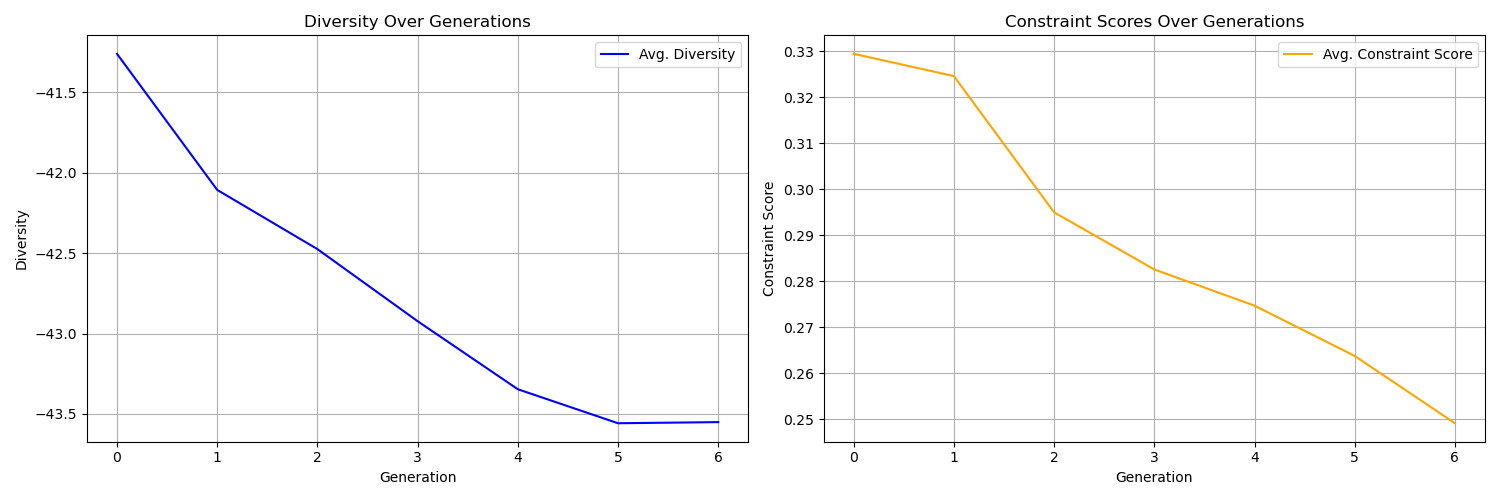 Diversity Over Generations
Avg. Diversity
Diversity
−41.5
−42.0
−42.5
−43.0
−43.5
0 1 2 3 4 5 6
Generation
Constraint Scores Over Generations
Avg. Constraint Score
Constraint Score
0.33
0.32
0.31
0.30
0.29
0.28
0.27
0.26
0.25
0 1 2 3 4 5 6
Generation